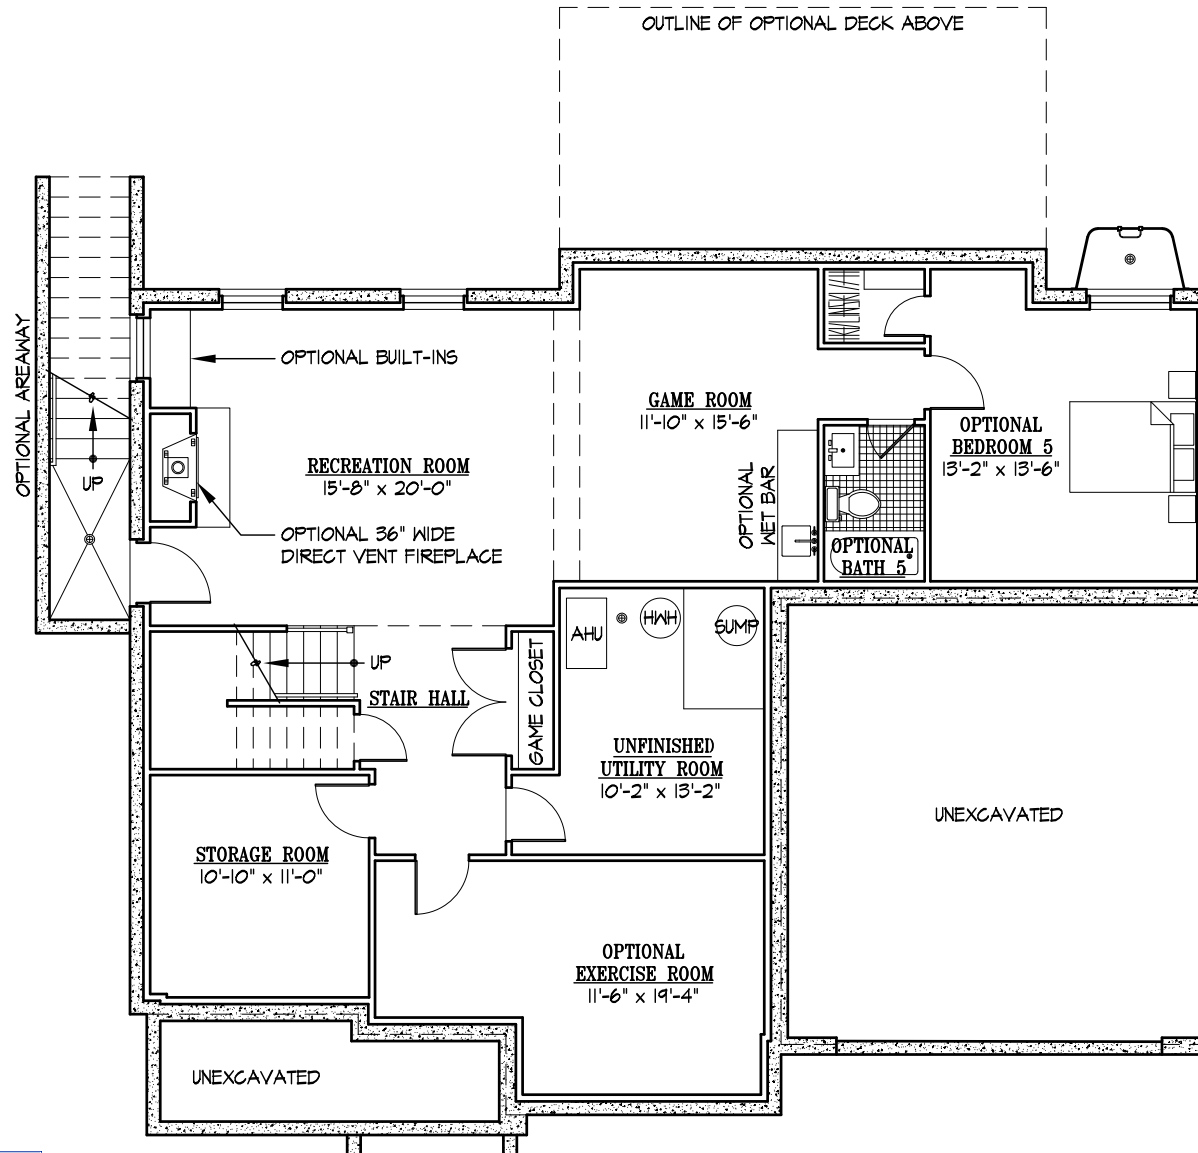 OUTLINE OF OPTIONAL DECK ABOVE
OPTIONAL AREAWAY
OPTIONAL BUILT-INS
GAME ROOM
11'-10" x 15'-6"
OPTIONAL
BEDROOM 5
13'-2" x 13'-6"
RECREATION ROOM
15'-8" x 20'-0"
UP
OPTIONAL
WET BAR
OPTIONAL 36" WIDE
DIRECT VENT FIREPLACE
OPTIONAL
BATH 5
AHU
HWH
SUMP
UP
STAIR HALL
GAME CLOSET
UNFINISHED
UTILITY ROOM
10'-2" x 13'-2"
UNEXCAVATED
STORAGE ROOM
10'-10" x 11'-0"
OPTIONAL
EXERCISE ROOM
11'-6" x 19'-4"
UNEXCAVATED